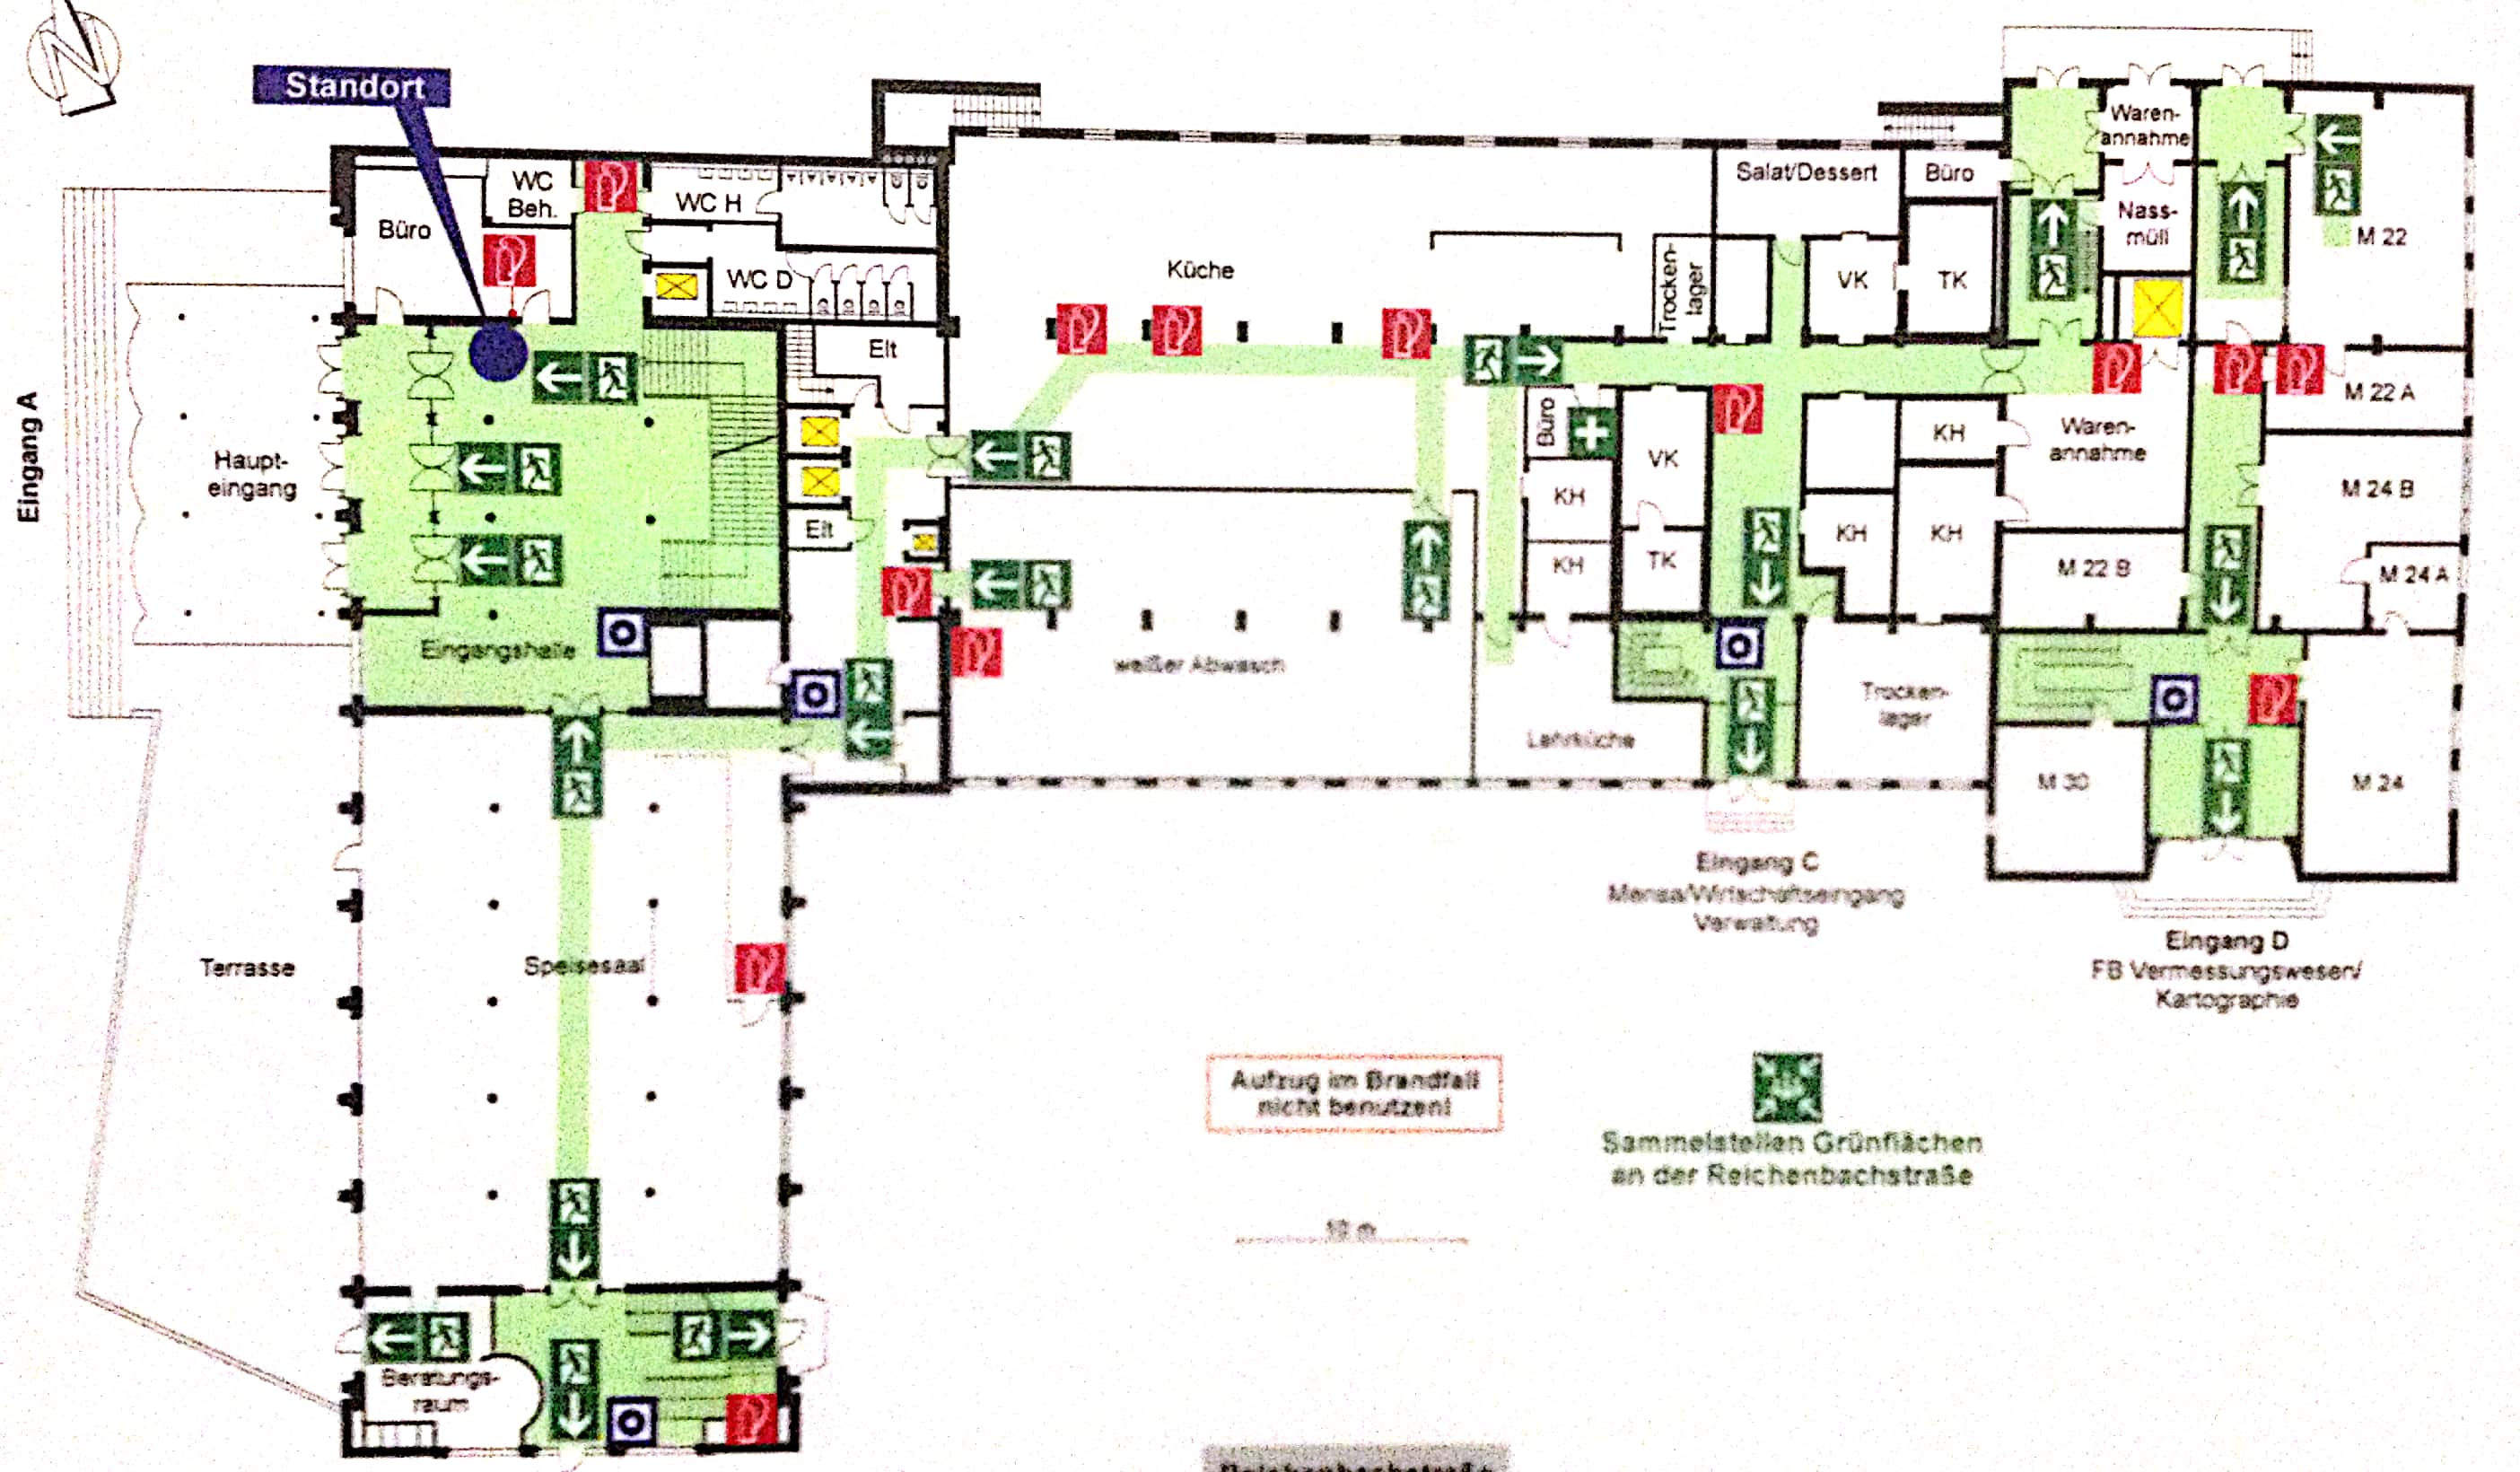 N
Standort
WC
Beh.
WC H
Büro
WC D
Küche
Salat/Dessert
Büro
Waren-
annahme
Nass-
müll
M 22
Trocken-
lager
VK
TK
Elt
M 22 A
Eingang A
Haupt-
eingang
Büro
VK
KH
Waren-
annahme
M 24 B
KH
Elt
KH
KH
KH
TK
M 22 B
M 24 A
Eingangshalle
weißer Abwasch
Lehrküche
Trocken-
lager
M 30
M 24
Eingang C
Mensa/Wirtschaftseingang
Verwaltung
Eingang D
FB Vermessungswesen/
Kartographie
Terrasse
Speisesaal
Aufzug im Brandfall
nicht benutzen!
Sammelstellen Grünflächen
an der Reichenbachstraße
10 m
Beratungs-
raum
Reichenbachstraße